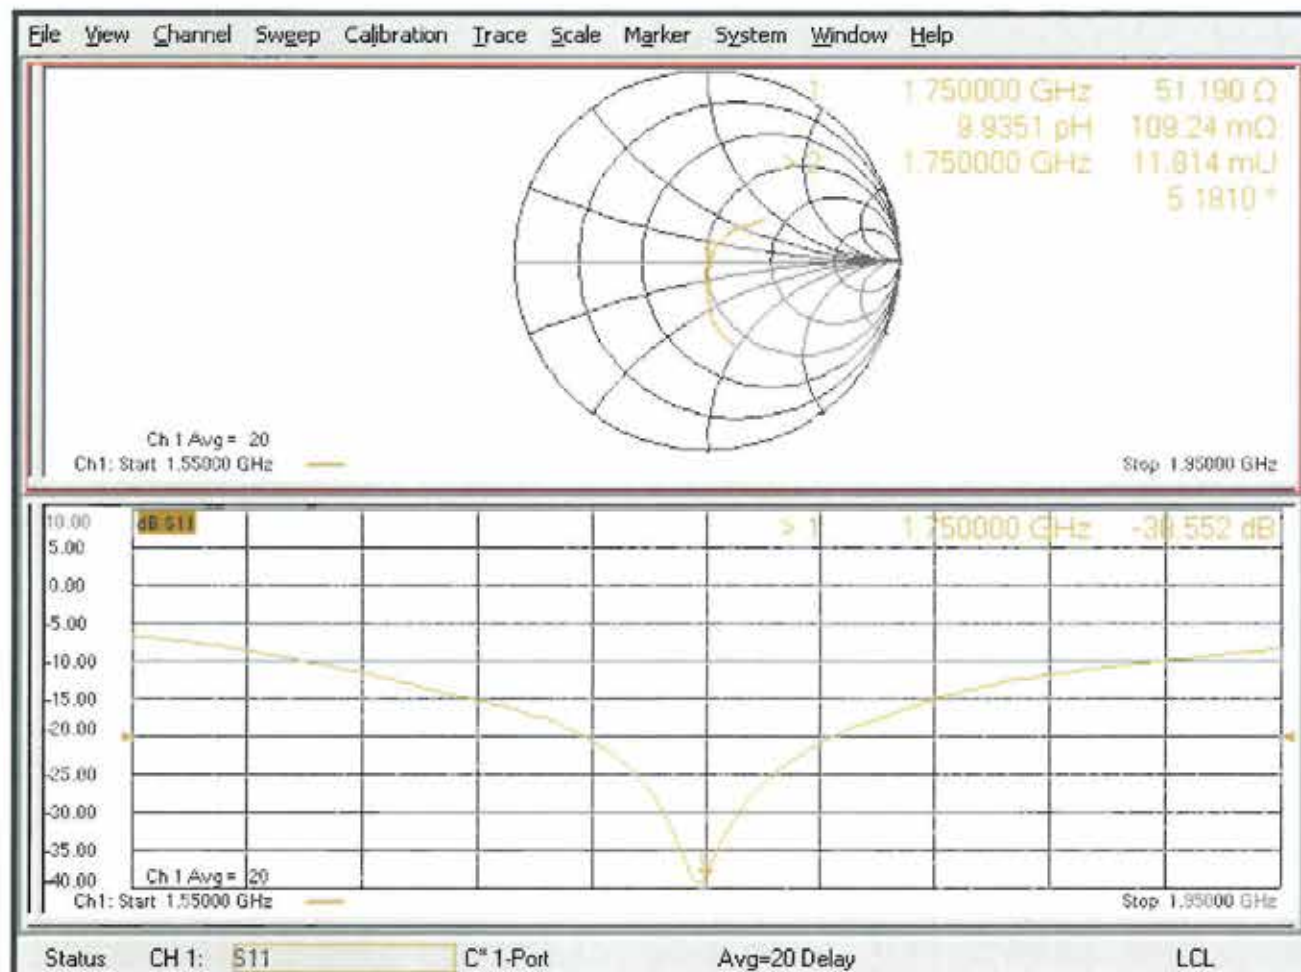 File View Channel Sweep Calibration Trace Scale Marker System Window Help
1 1.750000 GHz 51.190 Ω
9.9351 pH 109.24 mΩ
> 2 1.750000 GHz 11.814 mU
5.1810 °
Ch 1 Avg = 20
Ch1: Start 1.55000 GHz Stop 1.95000 GHz
10.00 dB S11 > 1 1.750000 GHz -38.552 dB
5.00
0.00
-5.00
-10.00
-15.00
-20.00
-25.00
-30.00
-35.00
-40.00 Ch 1 Avg = 20
Ch1: Start 1.55000 GHz Stop 1.95000 GHz
Status CH 1: S11 C* 1-Port Avg=20 Delay LCL